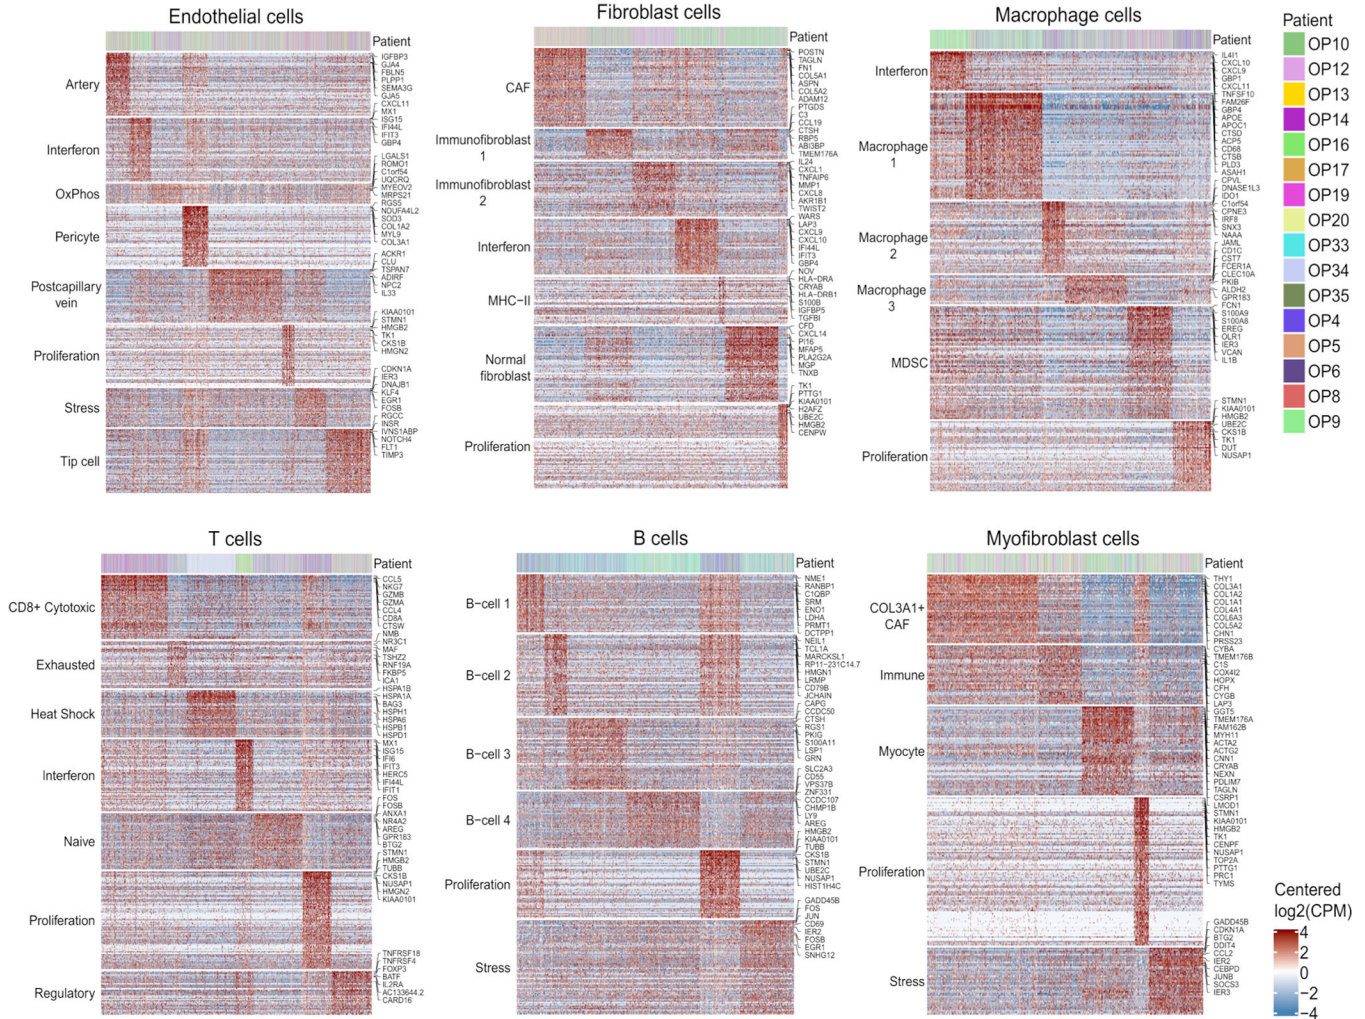 Endothelial cells
Patient
Artery
Interferon
OxPhos
Pericyte
Postcapillary
vein
Proliferation
Stress
Tip cell
IGFBP3
GJA4
FBLN5
PLPP1
SEMA3G
GJA5
CXCL11
MX1
ISG15
IFI44L
IFIT3
GBP4
LGALS1
ROMO1
C1orf54
UQCRQ
MYEOV2
MRPS21
RGS5
NDUFA4L2
SOD3
COL1A2
MYL9
COL3A1
ACKR1
CLU
TSPAN7
ADIRF
NPC2
IL33
KIAA0101
STMN1
HMGB2
TK1
CKS1B
HMGN2
CDKN1A
IER3
DNAJB1
KLF4
EGR1
FOSB
RGCC
INSR
IVNS1ABP
NOTCH4
FLT1
TIMP3
Fibroblast cells
Patient
CAF
Immunofibroblast
1
Immunofibroblast
2
Interferon
MHC−II
Normal
fibroblast
Proliferation
POSTN
TAGLN
FN1
COL5A1
ASPN
COL5A2
ADAM12
PTGDS
C3
CCL19
CTSH
RBP5
ABI3BP
TMEM176A
IL24
CXCL1
TNFAIP6
MMP1
CXCL8
AKR1B1
TWIST2
WARS
LAP3
CXCL9
CXCL10
IFI44L
IFIT3
GBP4
NOV
HLA−DRA
CRYAB
HLA−DRB1
S100B
IGFBP5
TGFBI
CFD
CXCL14
PI16
MFAP5
PLA2G2A
MGP
TNXB
TK1
PTTG1
KIAA0101
H2AFZ
UBE2C
HMGB2
CENPW
Macrophage cells
Patient
Interferon
Macrophage
1
Macrophage
2
Macrophage
3
MDSC
Proliferation
IL4I1
CXCL10
CXCL9
GBP1
CXCL11
TNFSF10
FAM26F
GBP4
APOE
APOC1
CTSD
ACP5
CD68
CTSB
PLD3
ASAH1
CPVL
DNASE1L3
IDO1
C1orf54
CPNE3
IRF8
SNX3
NAAA
JAML
CD1C
CST7
FCER1A
CLEC10A
PKIB
ALDH2
GPR183
FCN1
S100A9
S100A8
EREG
OLR1
IER3
VCAN
IL1B
STMN1
KIAA0101
HMGB2
UBE2C
CKS1B
TK1
DUT
NUSAP1
Patient
OP10
OP12
OP13
OP14
OP16
OP17
OP19
OP20
OP33
OP34
OP35
OP4
OP5
OP6
OP8
OP9
T cells
Patient
CD8+ Cytotoxic
Exhausted
Heat Shock
Interferon
Naive
Proliferation
Regulatory
CCL5
NKG7
GZMB
GZMA
CCL4
CD8A
CTSW
NMB
NR3C1
MAF
TSHZ2
RNF19A
FKBP5
ICA1
HSPA1B
HSPA1A
BAG3
HSPH1
HSPA6
HSPB1
HSPD1
MX1
ISG15
IFI6
IFIT3
HERC5
IFI44L
IFIT1
FOS
FOSB
ANXA1
NR4A2
AREG
GPR183
BTG2
STMN1
HMGB2
TUBB
CKS1B
NUSAP1
HMGN2
KIAA0101
TNFRSF18
TNFRSF4
FOXP3
BATF
IL2RA
AC133644.2
CARD16
B cells
Patient
B−cell 1
B−cell 2
B−cell 3
B−cell 4
Proliferation
Stress
NME1
RANBP1
C1QBP
SRM
ENO1
LDHA
PRMT1
DCTPP1
NEIL1
TCL1A
MARCKSL1
RP11−231C14.7
HMGN1
LRMP
CD79B
JCHAIN
CAPG
CCDC50
CTSH
RGS1
PKIG
S100A11
LSP1
GRN
SLC2A3
CD55
VPS37B
ZNF331
CCDC107
CHMP1B
LY9
AREG
HMGB2
KIAA0101
TUBB
CKS1B
STMN1
UBE2C
NUSAP1
HIST1H4C
GADD45B
FOS
JUN
CD69
IER2
FOSB
EGR1
SNHG12
Myofibroblast cells
Patient
COL3A1+
CAF
Immune
Myocyte
Proliferation
Stress
THY1
COL3A1
COL1A2
COL1A1
COL4A1
COL6A3
COL5A2
CHN1
PRSS23
CYBA
TMEM176B
C1S
COX4I2
HOPX
CFH
CYGB
LAP3
GGT5
TMEM176A
FAM162B
MYH11
ACTA2
ACTG2
CNN1
CRYAB
NEXN
PDLIM7
TAGLN
CSRP1
LMOD1
STMN1
KIAA0101
HMGB2
TK1
CENPF
NUSAP1
TOP2A
PTTG1
PRC1
TYMS
GADD45B
CDKN1A
BTG2
DDIT4
CCL2
IER2
CEBPD
JUNB
SOCS3
IER3
Centered
log2(CPM)
4
2
0
−2
−4